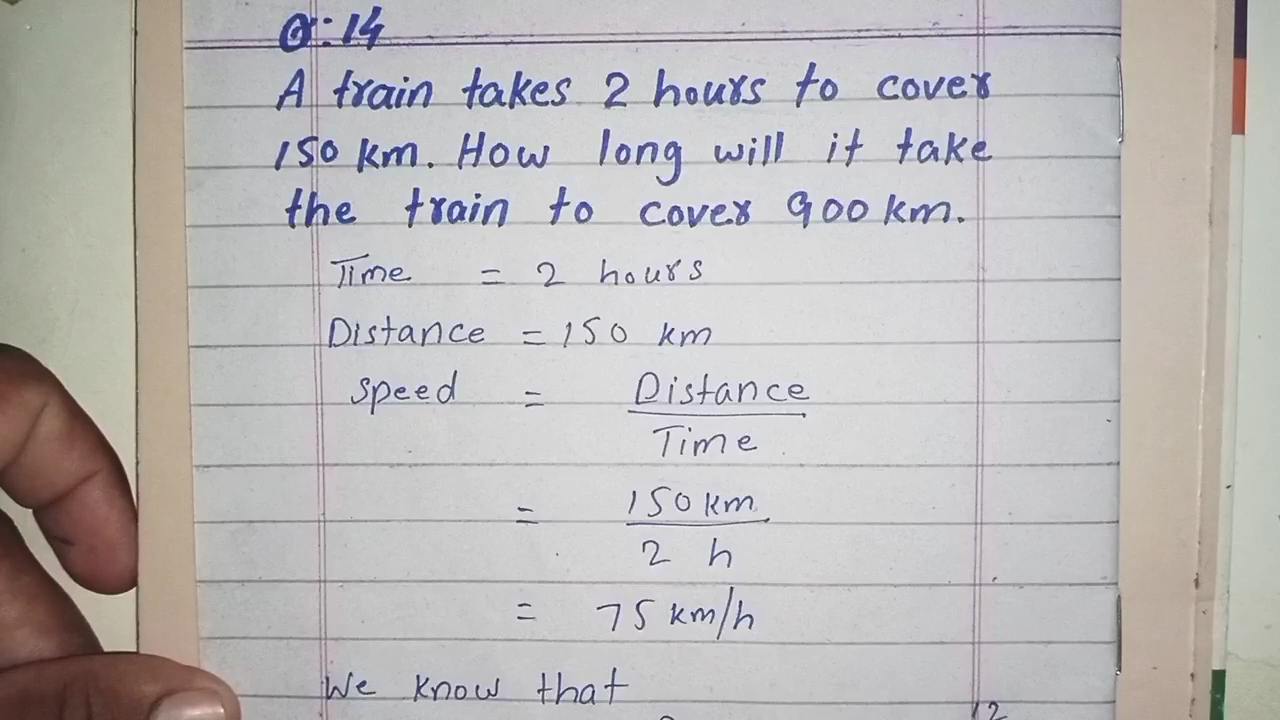 Q:14
A train takes 2 hours to cover
150 km. How long will it take
the train to cover 900 km.
Time = 2 hours
Distance = 150 km
Speed = Distance
Time
= 150 km
2 h
= 75 km/h
We know that
12